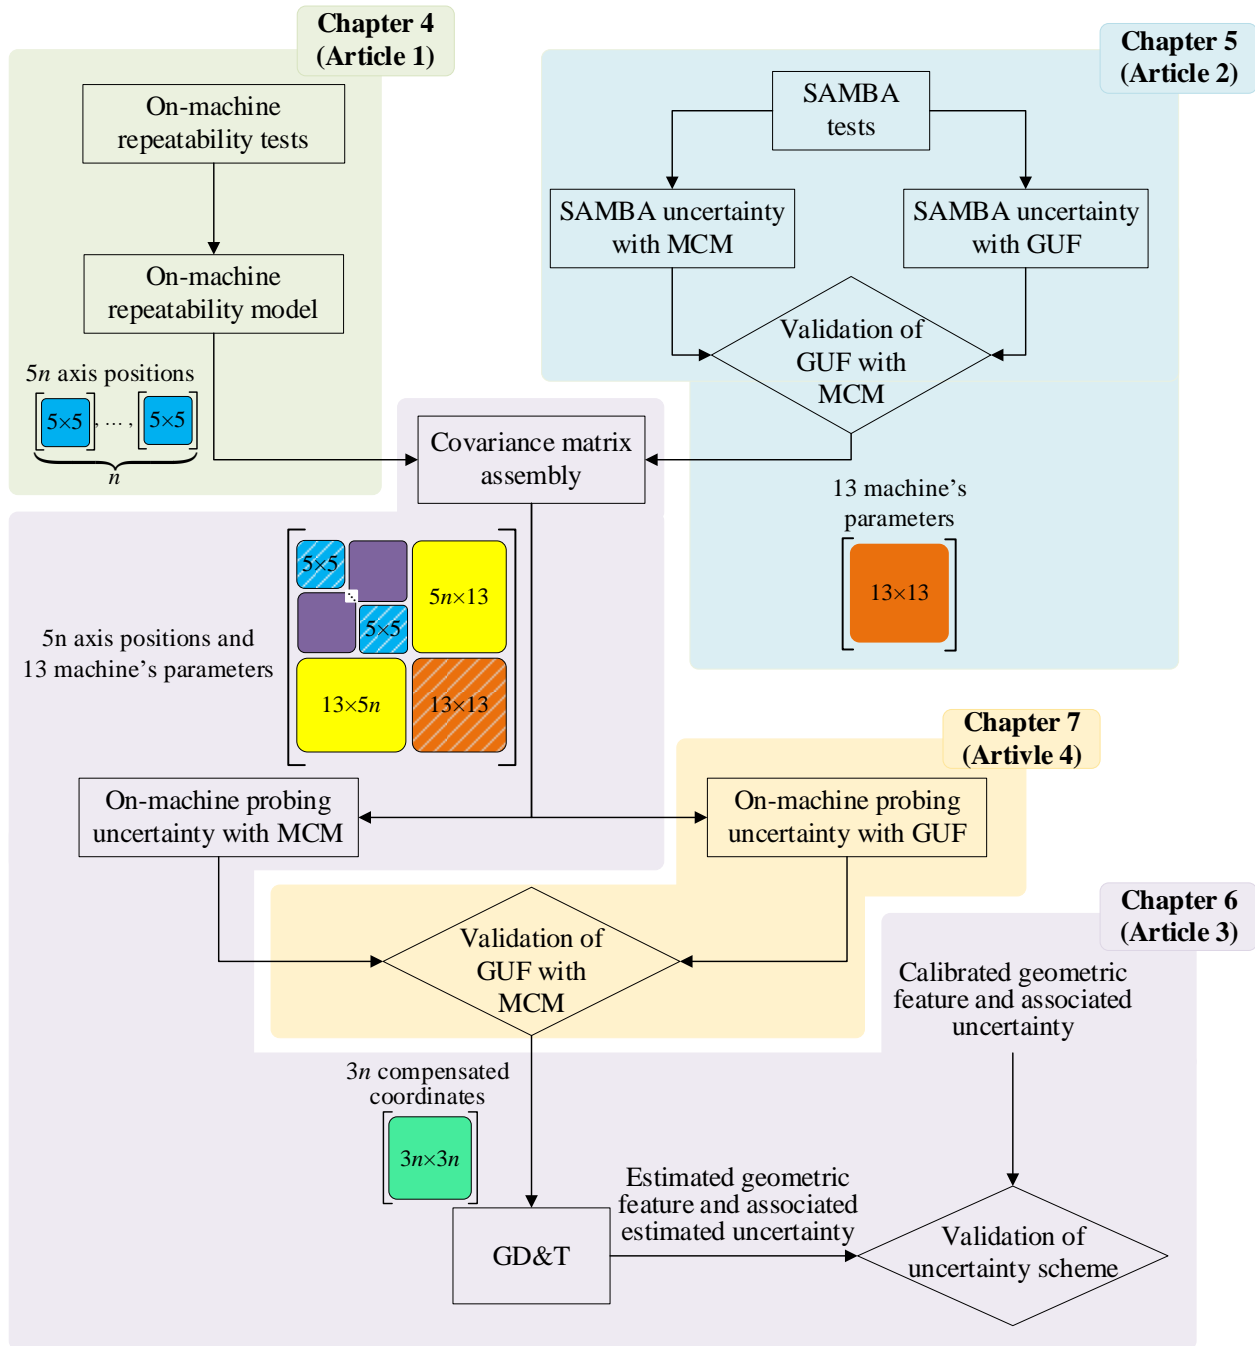 Chapter 4
(Article 1)
On-machine
repeatability tests
On-machine
repeatability model
5n axis positions
5×5 , … , 5×5
n
Chapter 5
(Article 2)
SAMBA
tests
SAMBA uncertainty
with MCM
SAMBA uncertainty
with GUF
Validation of
GUF with
MCM
13 machine’s
parameters
13×13
Covariance matrix
assembly
5n axis positions and
13 machine’s parameters
5×5
5n×13
5×5
13×5n
13×13
On-machine probing
uncertainty with MCM
Chapter 7
(Artivle 4)
On-machine probing
uncertainty with GUF
Validation of
GUF with
MCM
Chapter 6
(Article 3)
Calibrated geometric
feature and associated
uncertainty
3n compensated
coordinates
3n×3n
GD&T
Estimated geometric
feature and associated
estimated uncertainty
Validation of
uncertainty scheme